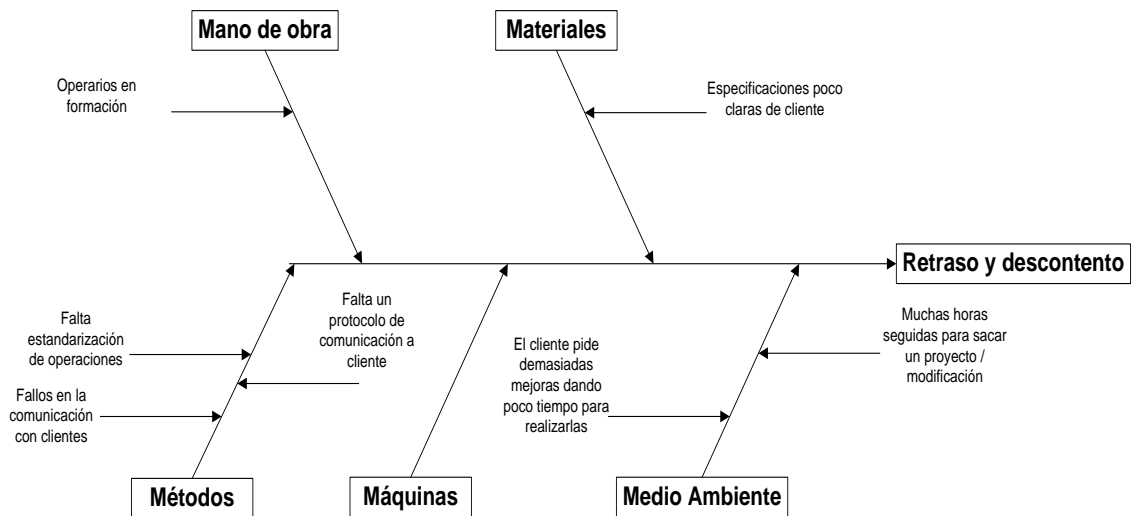 Mano de obra
Materiales
Operarios en
formación
Especificaciones poco
claras de cliente
Retraso y descontento
Falta
estandarización
de operaciones
Falta un
protocolo de
comunicación a
cliente
Fallos en la
comunicación
con clientes
El cliente pide
demasiadas
mejoras dando
poco tiempo para
realizarlas
Muchas horas
seguidas para sacar
un proyecto /
modificación
Métodos
Máquinas
Medio Ambiente